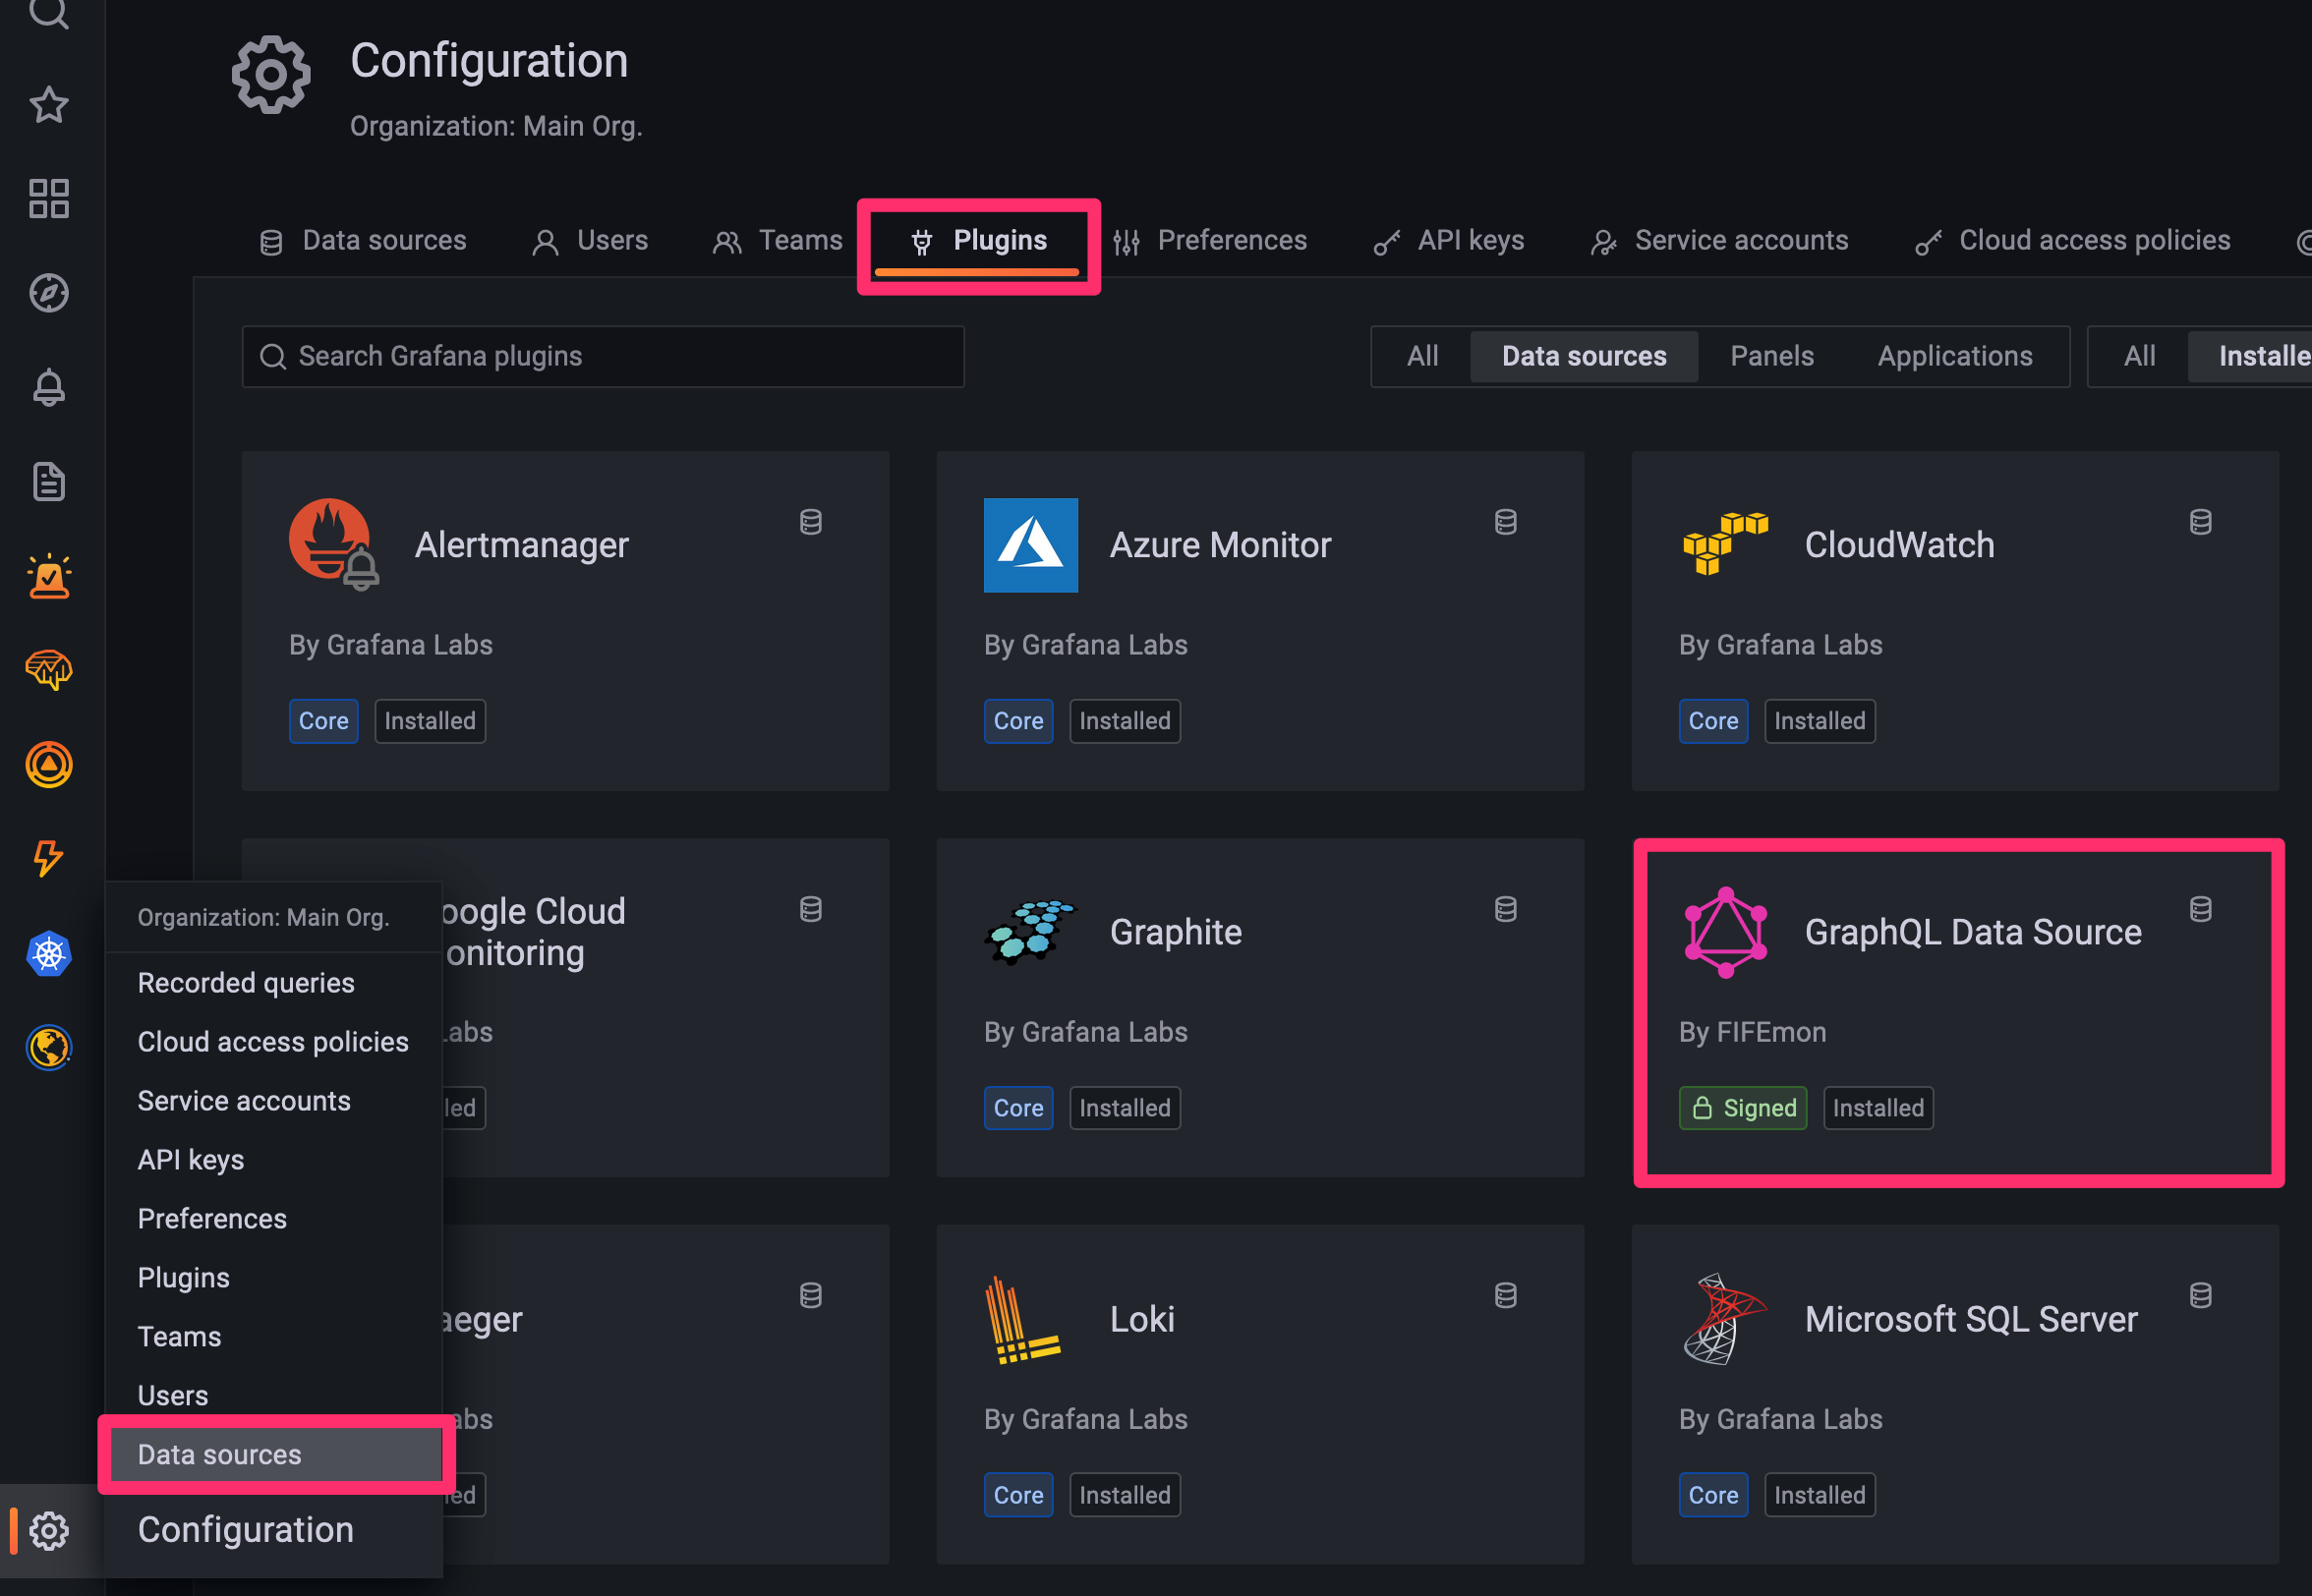 Configuration
Organization: Main Org.
Data sources
Users
Teams
Plugins
Preferences
API keys
Service accounts
Cloud access policies
Search Grafana plugins
All
Data sources
Panels
Applications
All
Installe
Alertmanager
By Grafana Labs
Core
Installed
Azure Monitor
By Grafana Labs
Core
Installed
CloudWatch
By Grafana Labs
Core
Installed
oogle Cloud
onitoring
Labs
led
Graphite
By Grafana Labs
Core
Installed
GraphQL Data Source
By FIFEmon
Signed
Installed
aeger
abs
ed
Loki
By Grafana Labs
Core
Installed
Microsoft SQL Server
By Grafana Labs
Core
Installed
Organization: Main Org.
Recorded queries
Cloud access policies
Service accounts
API keys
Preferences
Plugins
Teams
Users
Data sources
Configuration